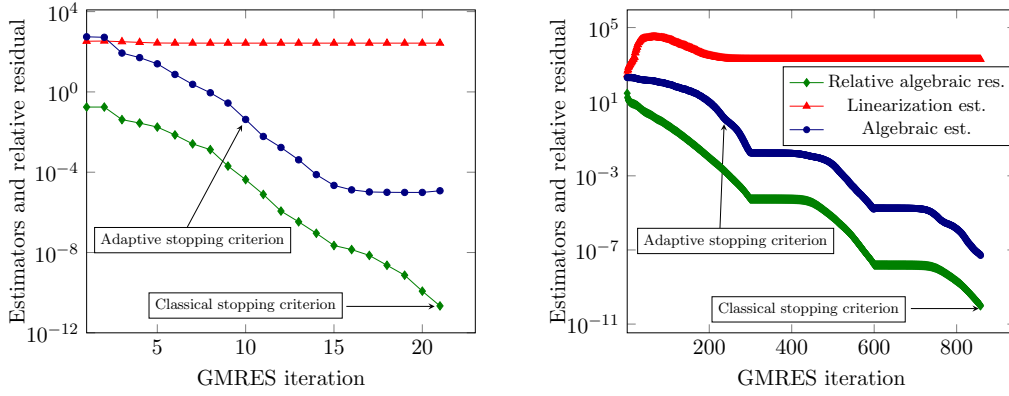 10^4
10^0
10^−4
10^−8
10^−12
5
10
15
20
GMRES iteration
Estimators and relative residual
Adaptive stopping criterion
Classical stopping criterion
10^5
10^1
10^−3
10^−7
10^−11
200
400
600
800
GMRES iteration
Estimators and relative residual
Relative algebraic res.
Linearization est.
Algebraic est.
Adaptive stopping criterion
Classical stopping criterion